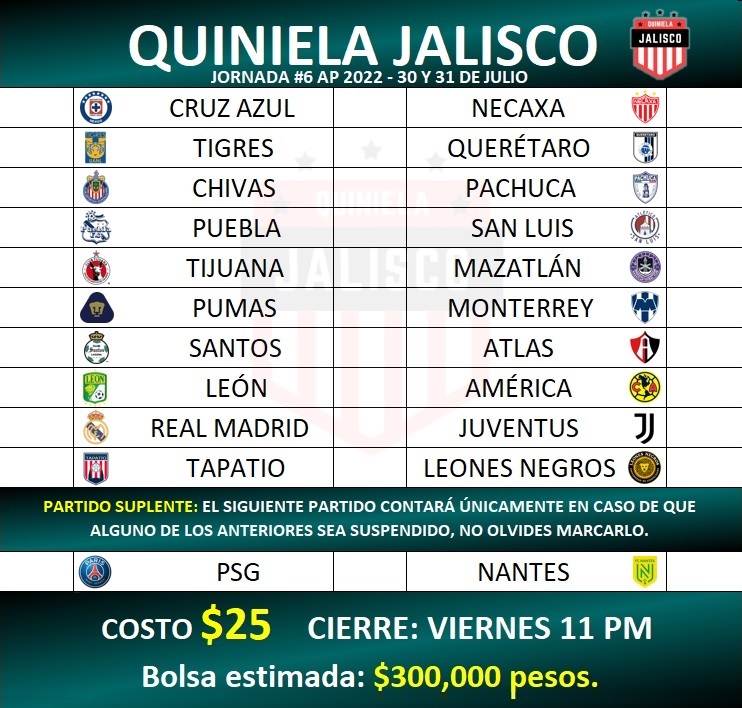 QUINIELA JALISCO
JORNADA #6 AP 2022 - 30 Y 31 DE JULIO
QUINIELA
JALISCO
CRUZ AZUL NECAXA
TIGRES QUERÉTARO
CHIVAS PACHUCA
PUEBLA SAN LUIS
TIJUANA MAZATLÁN
PUMAS MONTERREY
SANTOS ATLAS
LEÓN AMÉRICA
REAL MADRID JUVENTUS
TAPATIO LEONES NEGROS
QUINIELA
JALISCO
PARTIDO SUPLENTE: EL SIGUIENTE PARTIDO CONTARÁ ÚNICAMENTE EN CASO DE QUE
ALGUNO DE LOS ANTERIORES SEA SUSPENDIDO, NO OLVIDES MARCARLO.
PSG NANTES
COSTO $25 CIERRE: VIERNES 11 PM
Bolsa estimada: $300,000 pesos.